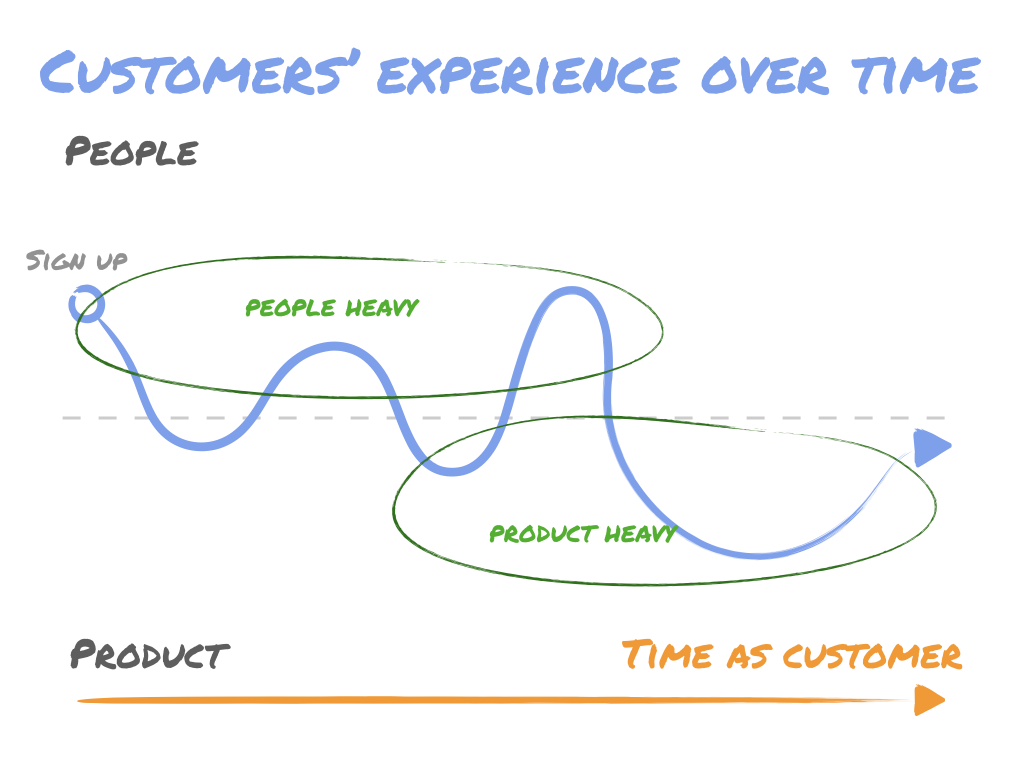 Customers' experience over time
People
Sign up
people heavy
product heavy
Product
Time as customer